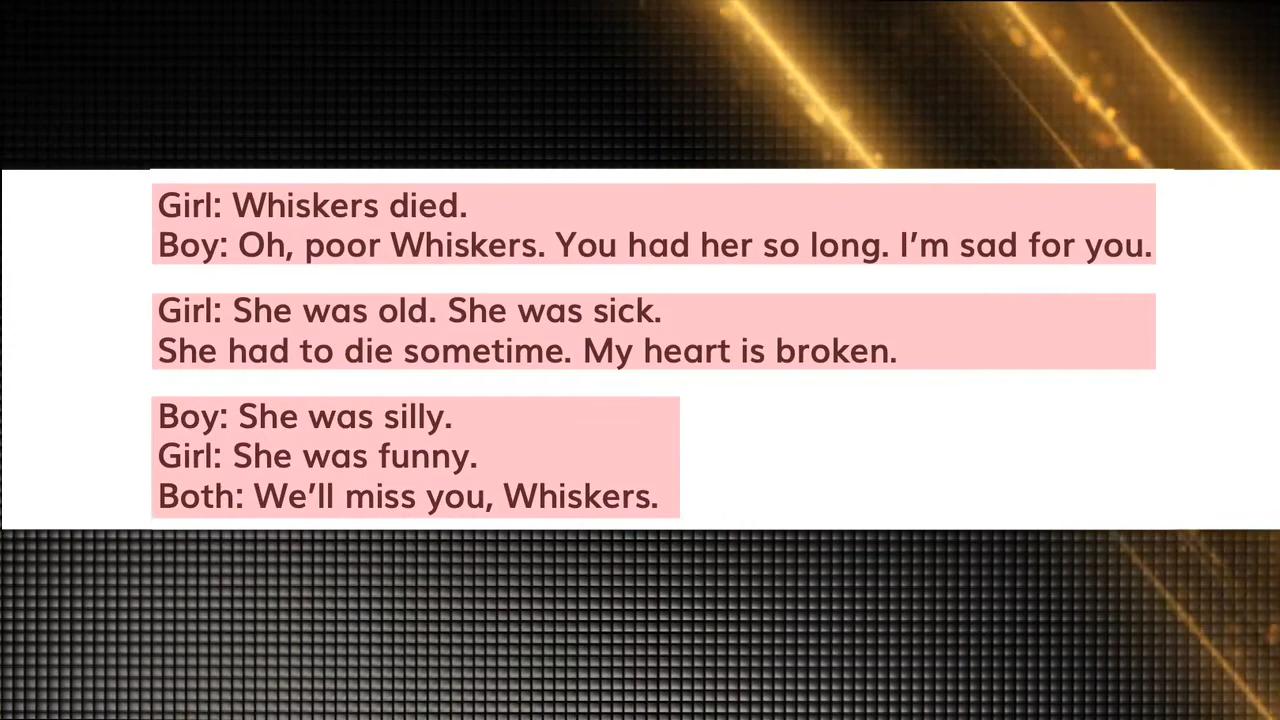 Girl: Whiskers died.
Boy: Oh, poor Whiskers. You had her so long. I’m sad for you.
Girl: She was old. She was sick.
She had to die sometime. My heart is broken.
Boy: She was silly.
Girl: She was funny.
Both: We’ll miss you, Whiskers.